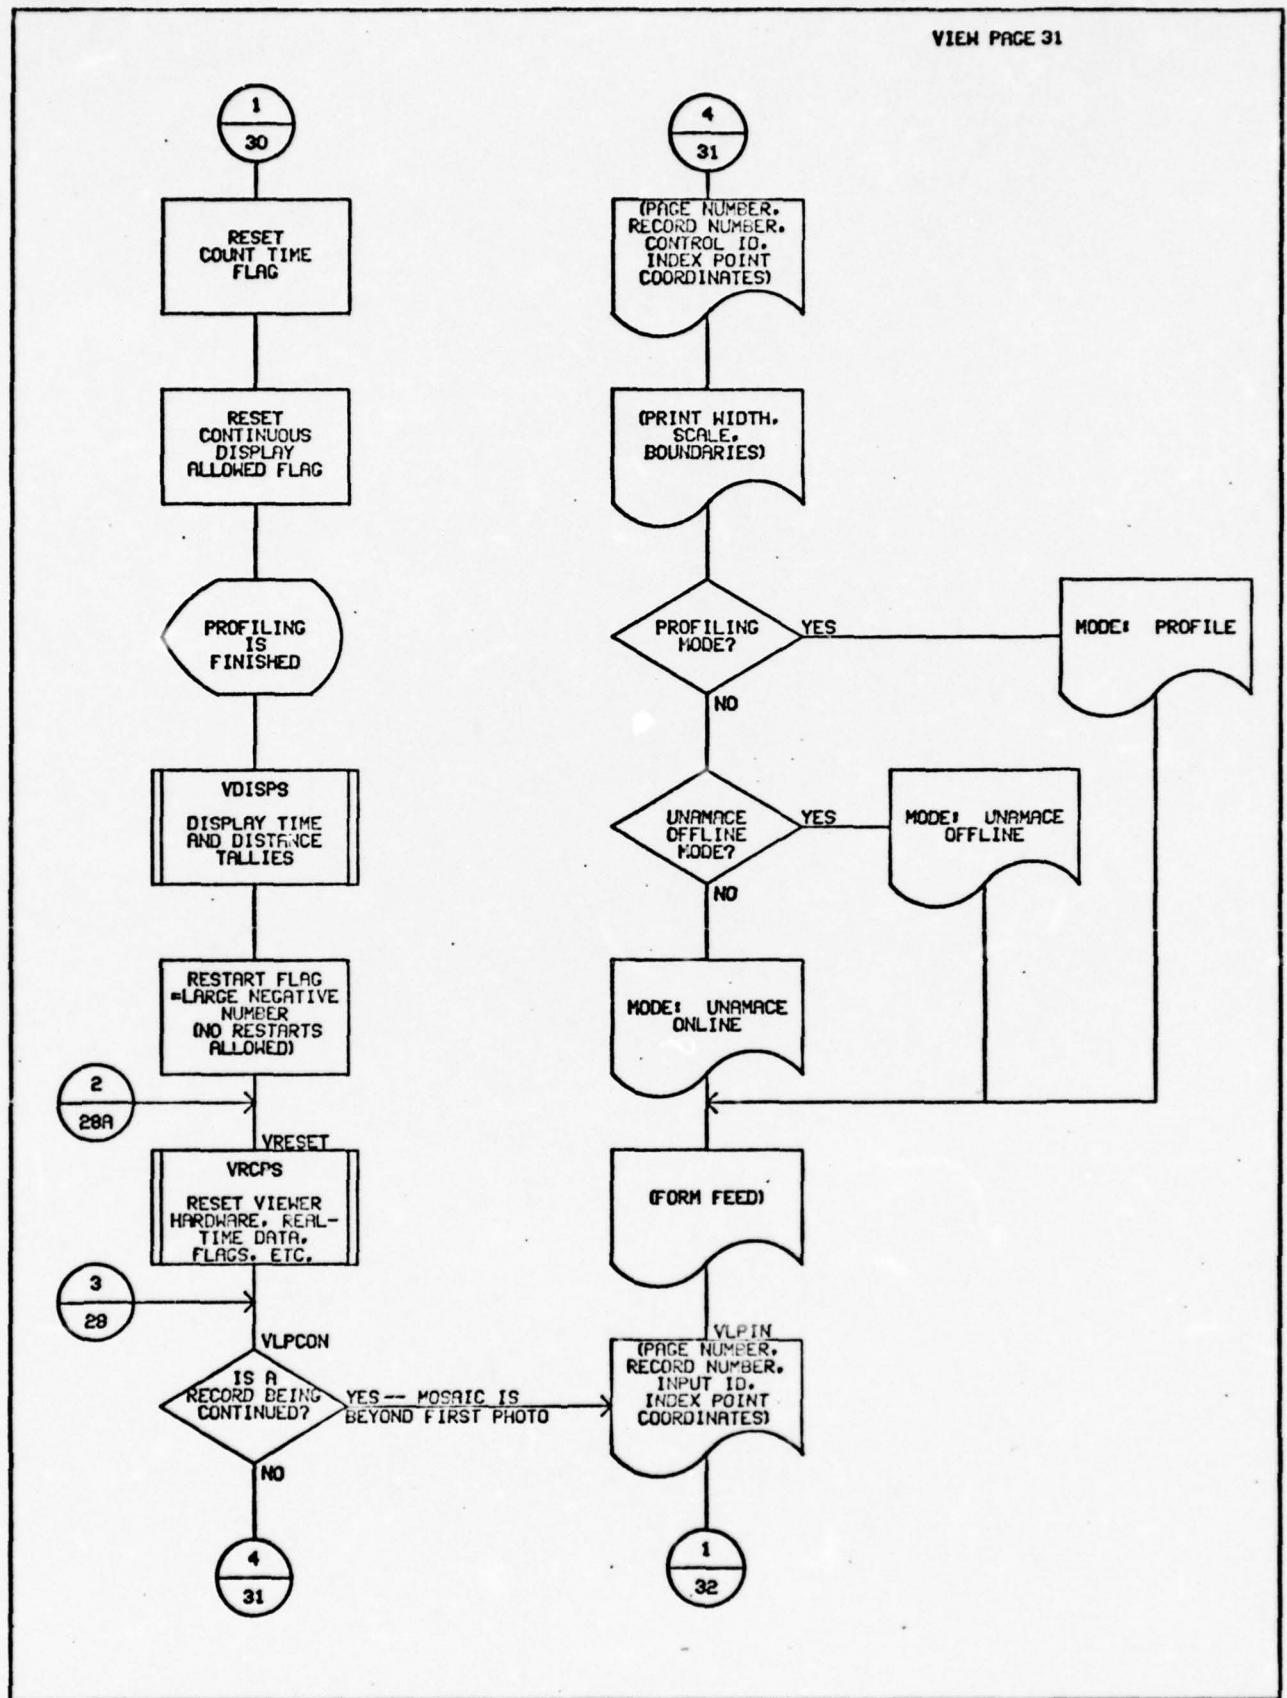 VIEW PAGE 31
1
30
RESET
COUNT TIME
FLAG
RESET
CONTINUOUS
DISPLAY
ALLOWED FLAG
PROFILING
IS
FINISHED
VDISPS
DISPLAY TIME
AND DISTANCE
TALLIES
RESTART FLAG
=LARGE NEGATIVE
NUMBER
(NO RESTARTS
ALLOWED)
2
28A
VRESET
VRCPS
RESET VIEWER
HARDWARE, REAL-
TIME DATA,
FLAGS, ETC.
3
28
VLPCON
IS A
RECORD BEING
CONTINUED?
YES -- MOSAIC IS
BEYOND FIRST PHOTO
NO
4
31
4
31
(PAGE NUMBER,
RECORD NUMBER,
CONTROL ID,
INDEX POINT
COORDINATES)
(PRINT WIDTH,
SCALE,
BOUNDARIES)
PROFILING
MODE?
YES
MODE: PROFILE
NO
UNAMACE
OFFLINE
MODE?
YES
MODE: UNAMACE
OFFLINE
NO
MODE: UNAMACE
ONLINE
(FORM FEED)
VLPIN
(PAGE NUMBER,
RECORD NUMBER,
INPUT ID,
INDEX POINT
COORDINATES)
1
32